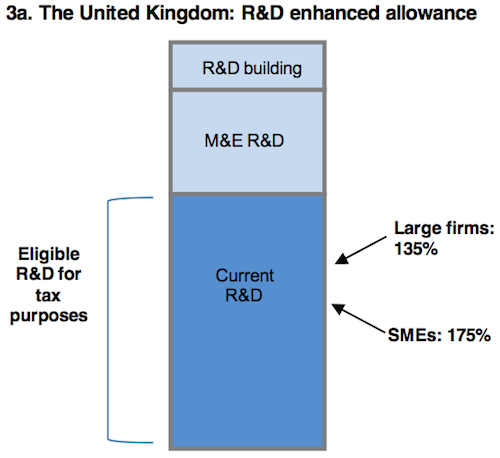 3a. The United Kingdom: R&D enhanced allowance
R&D building
M&E R&D
Eligible
R&D for
tax
purposes
Current
R&D
Large firms:
135%
SMEs: 175%